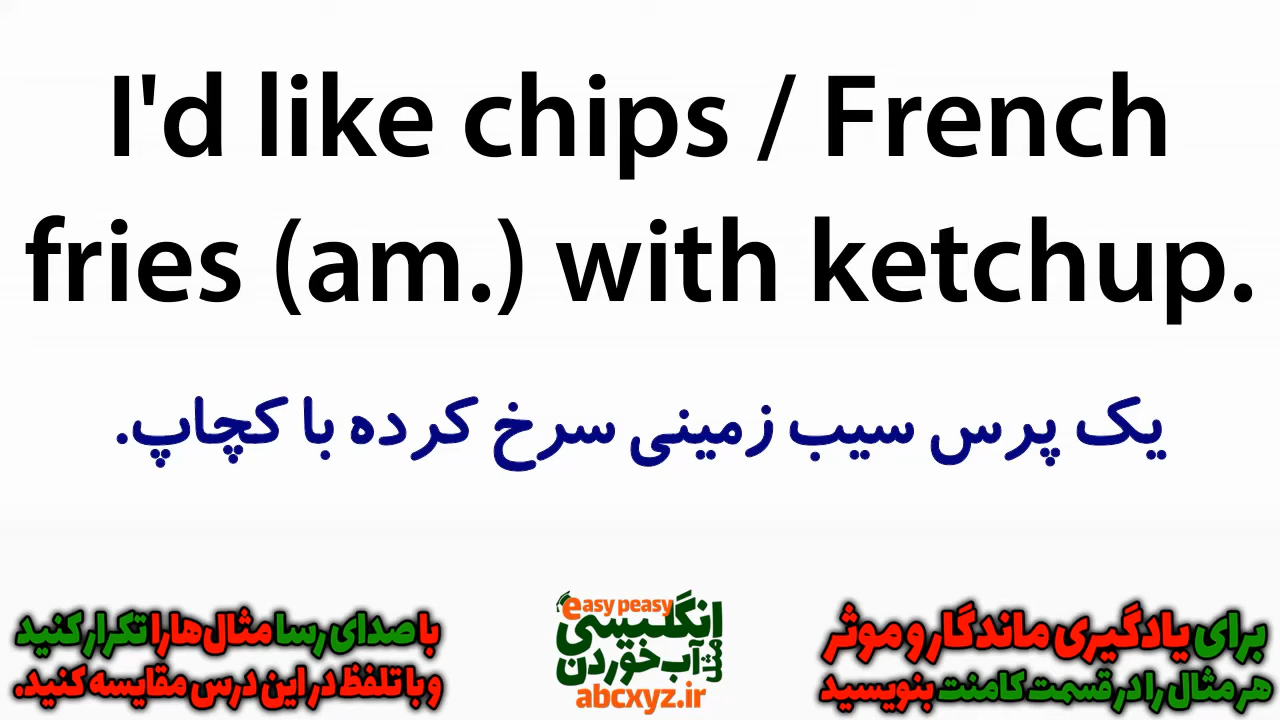 I'd like chips / French
fries (am.) with ketchup.
یک پرس سیب زمینی سرخ کرده با کچاپ.
برای یادگیری ماندگار و موثر
هر مثال را در قسمت کامنت بنویسید
easy peasy
انگلیسی
مثل آب خوردن
abcxyz.ir
با صدای رسا مثال‌ها را تکرار کنید
و با تلفظ در این درس مقایسه کنید.